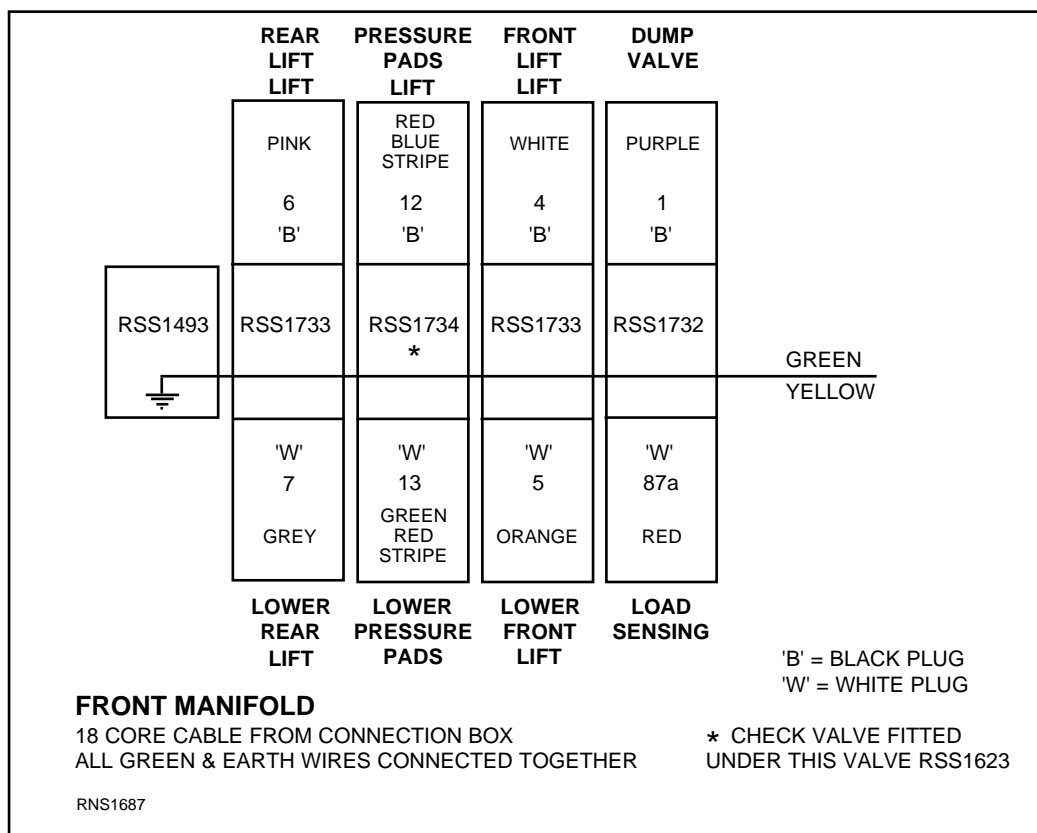 REAR PRESSURE FRONT DUMP
LIFT PADS LIFT VALVE
LIFT LIFT LIFT
PINK
RED
BLUE
STRIPE
WHITE
PURPLE
6 12 4 1
'B' 'B' 'B' 'B'
RSS1493 RSS1733 RSS1734 RSS1733 RSS1732
*
GREEN
YELLOW
'W' 'W' 'W' 'W'
7 13 5 87a
GREY
GREEN
RED
STRIPE
ORANGE
RED
LOWER LOWER LOWER LOAD
REAR PRESSURE FRONT SENSING
LIFT PADS LIFT
'B' = BLACK PLUG
'W' = WHITE PLUG
FRONT MANIFOLD
18 CORE CABLE FROM CONNECTION BOX
ALL GREEN & EARTH WIRES CONNECTED TOGETHER
* CHECK VALVE FITTED
UNDER THIS VALVE RSS1623
RNS1687